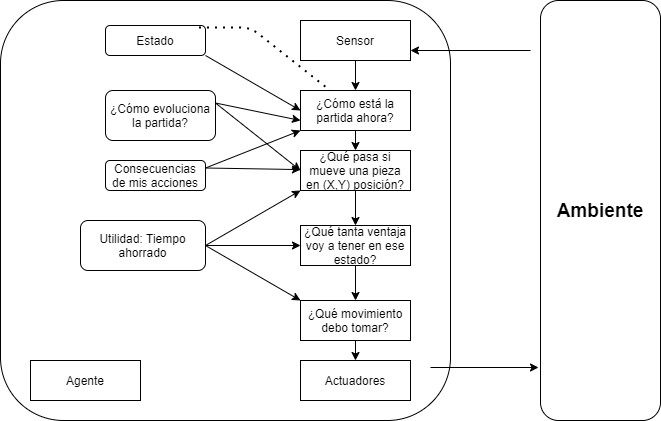 Estado
Sensor
¿Cómo evoluciona
la partida?
¿Cómo está la
partida ahora?
Consecuencias
de mis acciones
¿Qué pasa si
mueve una pieza
en (X,Y) posición?
Utilidad: Tiempo
ahorrado
¿Qué tanta ventaja
voy a tener en ese
estado?
¿Qué movimiento
debo tomar?
Agente
Actuadores
Ambiente